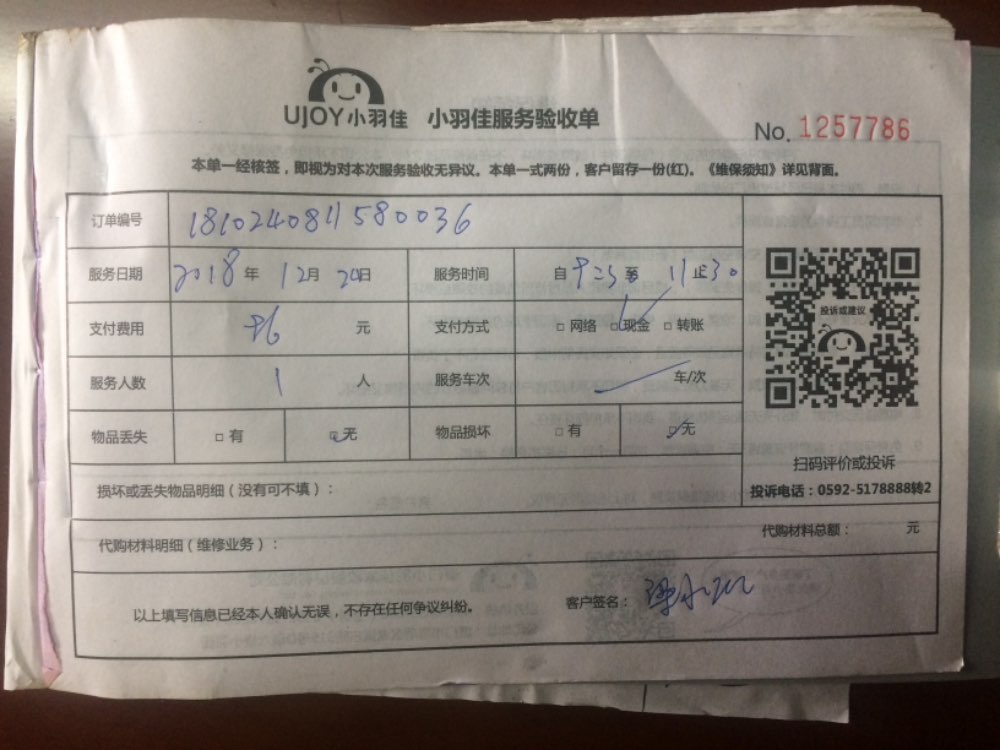 UJOY小羽佳 小羽佳服务验收单
No. 1257786
本单一经核签，即视为对本次服务验收无异议。本单一式两份，客户留存一份(红)。《维保须知》详见背面。
订单编号 1810240811580036
服务日期 2018年 12月 24日 服务时间 自 至 11 30
支付费用 元 支付方式 □ 网络 □ 现金 □ 转账
服务人数 1 人 服务车次 车/次
物品丢失 □ 有 □ 无 物品损坏 □ 有 □ 无
投诉或建议
扫码评价或投诉
投诉电话：0592-5178888转2
损坏或丢失物品明细（没有可不填）：
代购材料明细（维修业务）： 代购材料总额： 元
以上填写信息已经本人确认无误，不存在任何争议纠纷。 客户签名：